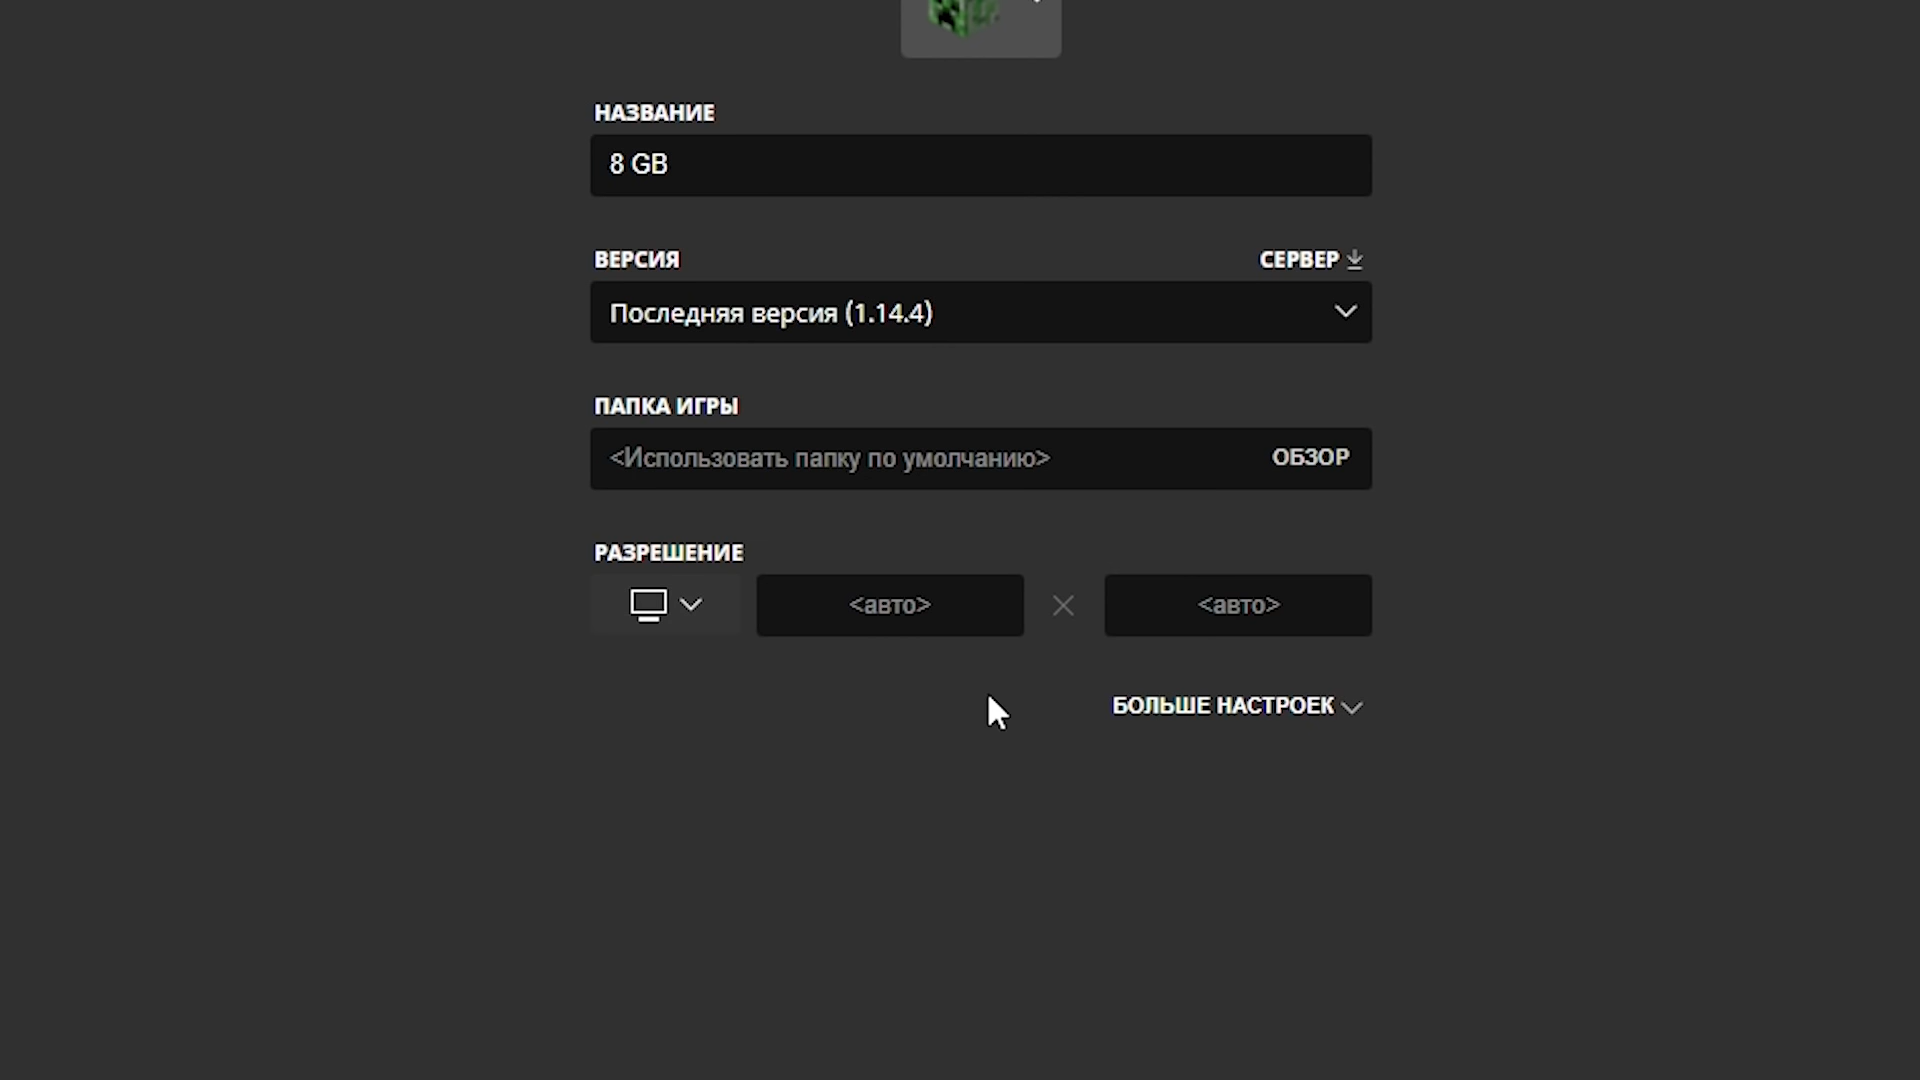 НАЗВАНИЕ
8 GB
ВЕРСИЯ
СЕРВЕР
Последняя версия (1.14.4)
ПАПКА ИГРЫ
<Использовать папку по умолчанию>
ОБЗОР
РАЗРЕШЕНИЕ
<авто>
<авто>
БОЛЬШЕ НАСТРОЕК